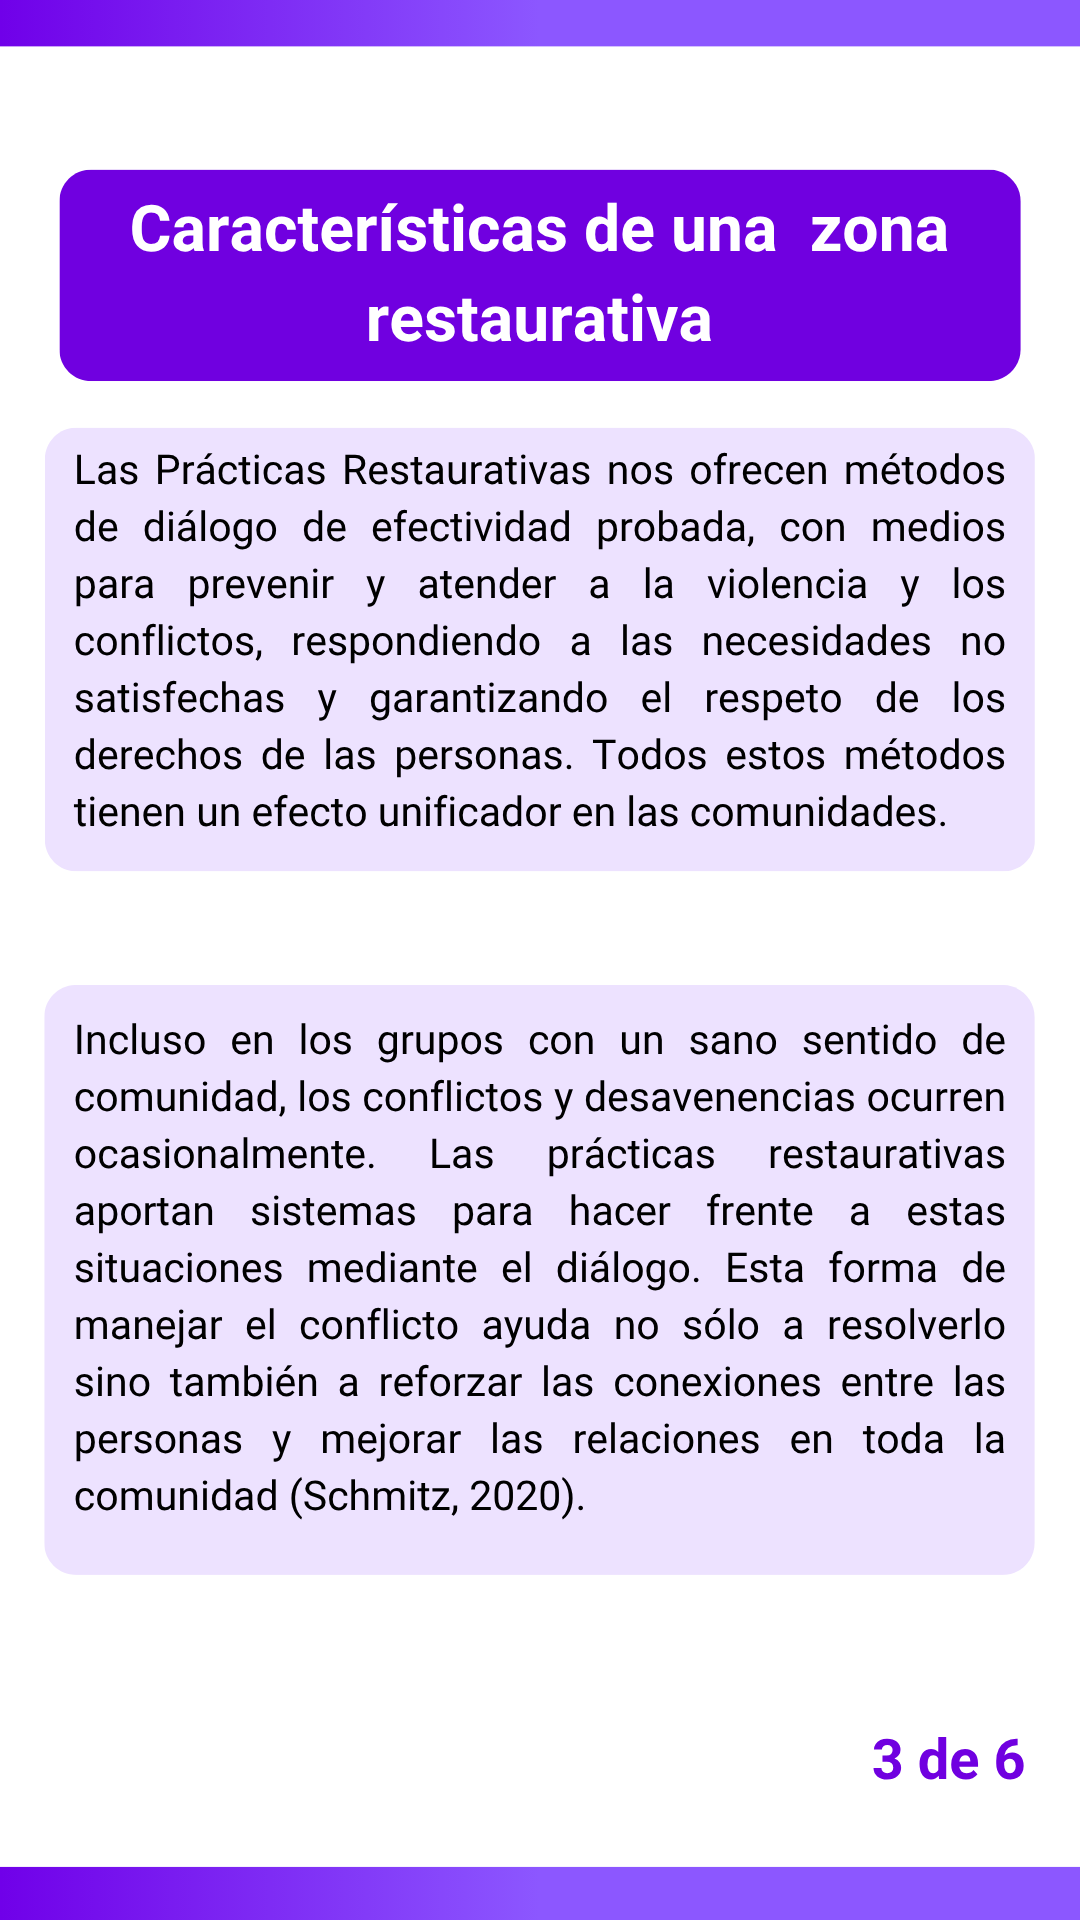 Características de una  zona
restaurativa
Las Prácticas Restaurativas nos ofrecen métodos
de diálogo de efectividad probada, con medios
para prevenir y atender a la violencia y los
conflictos, respondiendo a las necesidades no
satisfechas y garantizando el respeto de los
derechos de las personas. Todos estos métodos
tienen un efecto unificador en las comunidades.
Incluso en los grupos con un sano sentido de
comunidad, los conflictos y desavenencias ocurren
ocasionalmente. Las prácticas restaurativas
aportan sistemas para hacer frente a estas
situaciones mediante el diálogo. Esta forma de
manejar el conflicto ayuda no sólo a resolverlo
sino también a reforzar las conexiones entre las
personas y mejorar las relaciones en toda la
comunidad (Schmitz, 2020).
3 de 6